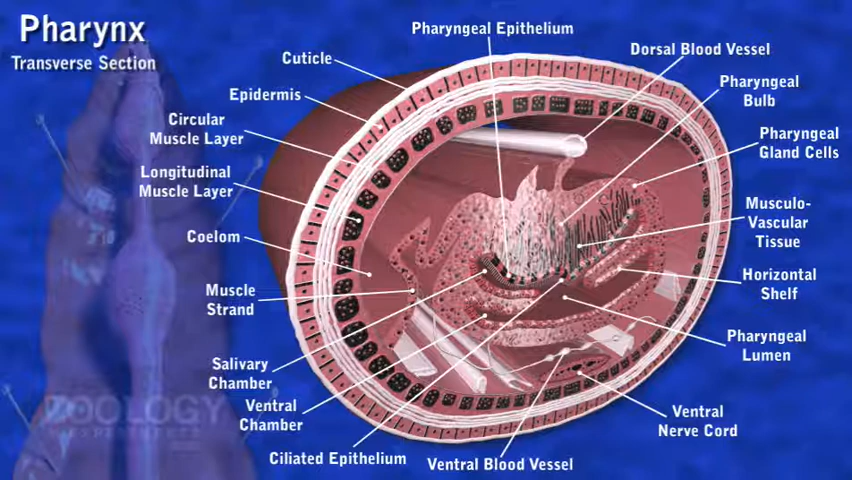 Pharynx
Transverse Section
Pharyngeal Epithelium
Dorsal Blood Vessel
Cuticle
Pharyngeal
Bulb
Epidermis
Circular
Muscle Layer
Pharyngeal
Gland Cells
Longitudinal
Muscle Layer
Musculo-
Vascular
Tissue
Coelom
Horizontal
Shelf
Muscle
Strand
Pharyngeal
Lumen
Salivary
Chamber
Ventral
Chamber
Ventral
Nerve Cord
Ciliated Epithelium
Ventral Blood Vessel
ZOOLOGY